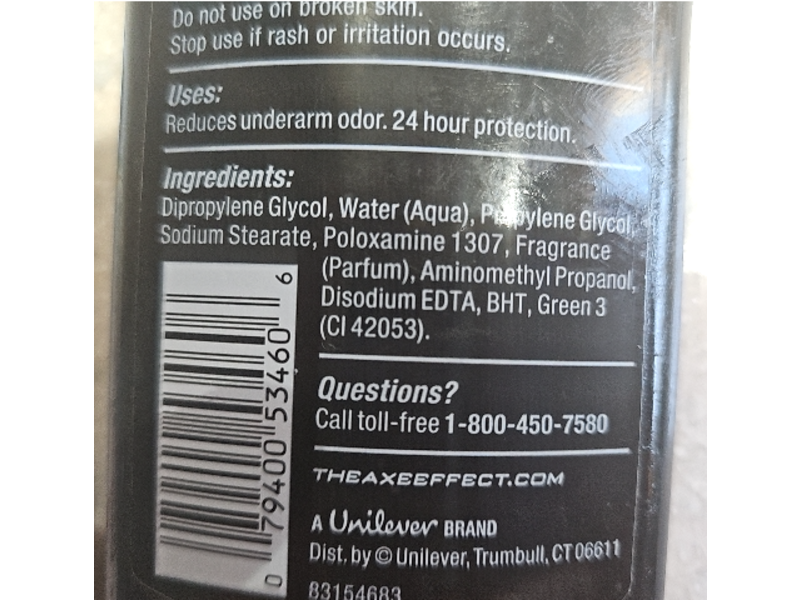 Do not use on broken skin.
Stop use if rash or irritation occurs.
Uses:
Reduces underarm odor. 24 hour protection.
Ingredients:
Dipropylene Glycol, Water (Aqua), Propylene Glycol,
Sodium Stearate, Poloxamine 1307, Fragrance
(Parfum), Aminomethyl Propanol,
Disodium EDTA, BHT, Green 3
(CI 42053).
Questions?
Call toll-free 1-800-450-7580
THEAXEEFFECT.COM
A Unilever BRAND
Dist. by © Unilever, Trumbull, CT 06611
83154683
0 79400 53460 6